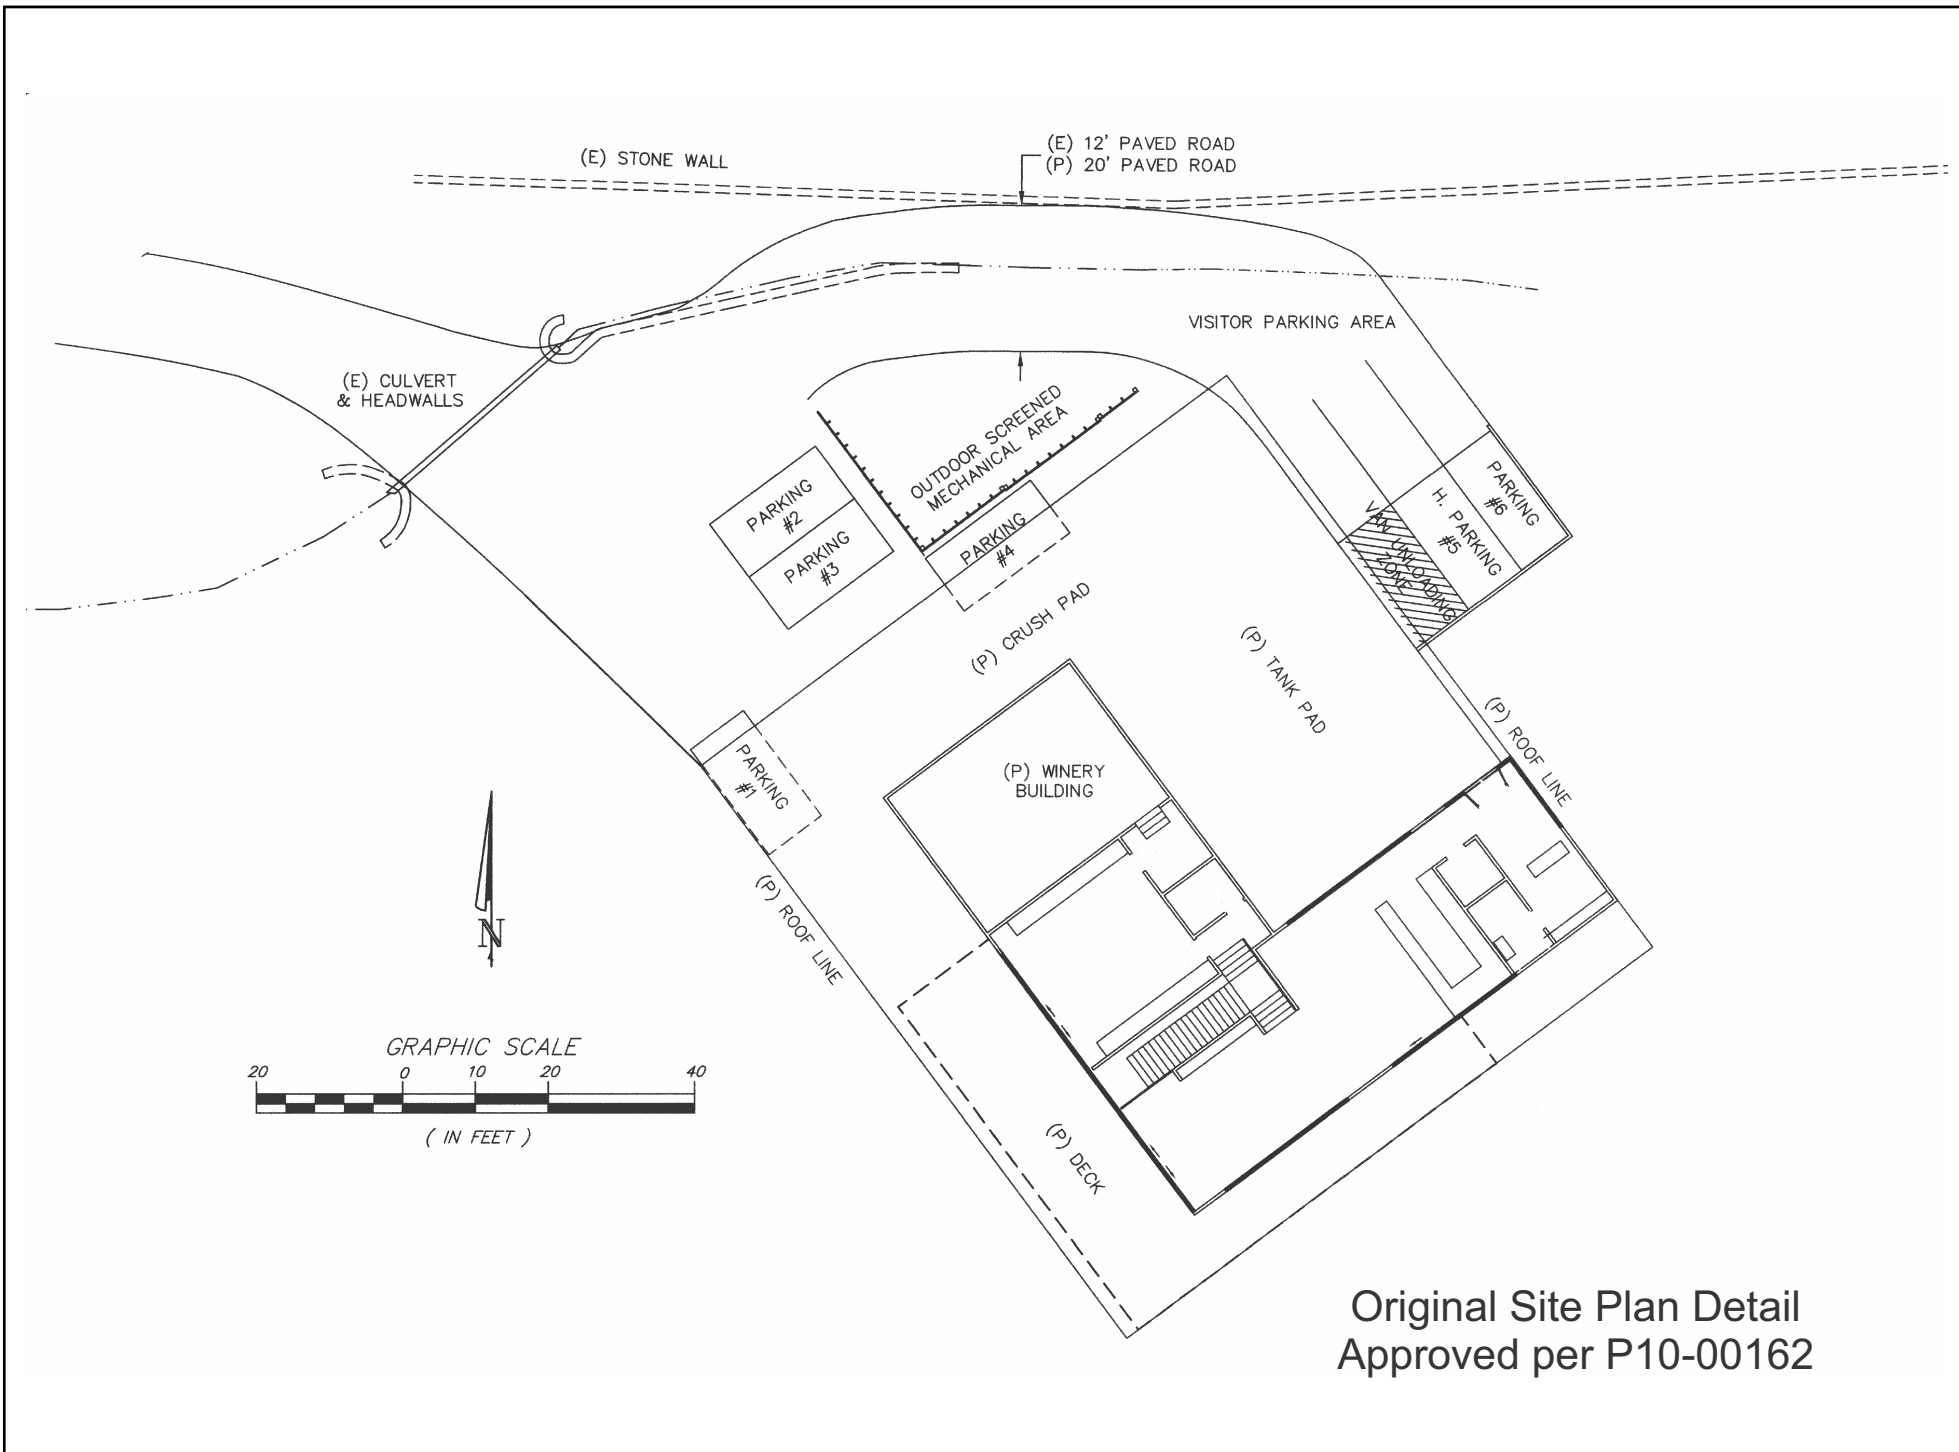 (E) STONE WALL
(E) 12' PAVED ROAD
(P) 20' PAVED ROAD
VISITOR PARKING AREA
(E) CULVERT
& HEADWALLS
OUTDOOR SCREENED
MECHANICAL AREA
PARKING
#2
PARKING
#3
PARKING
#4
PARKING
#6
H. PARKING
#5
VAN UNLOADING
ZONE
(P) CRUSH PAD
(P) TANK PAD
PARKING
#1
(P) WINERY
BUILDING
(P) ROOF LINE
(P) ROOF LINE
N
GRAPHIC SCALE
20 0 10 20 40
( IN FEET )
(P) DECK
Original Site Plan Detail
Approved per P10-00162